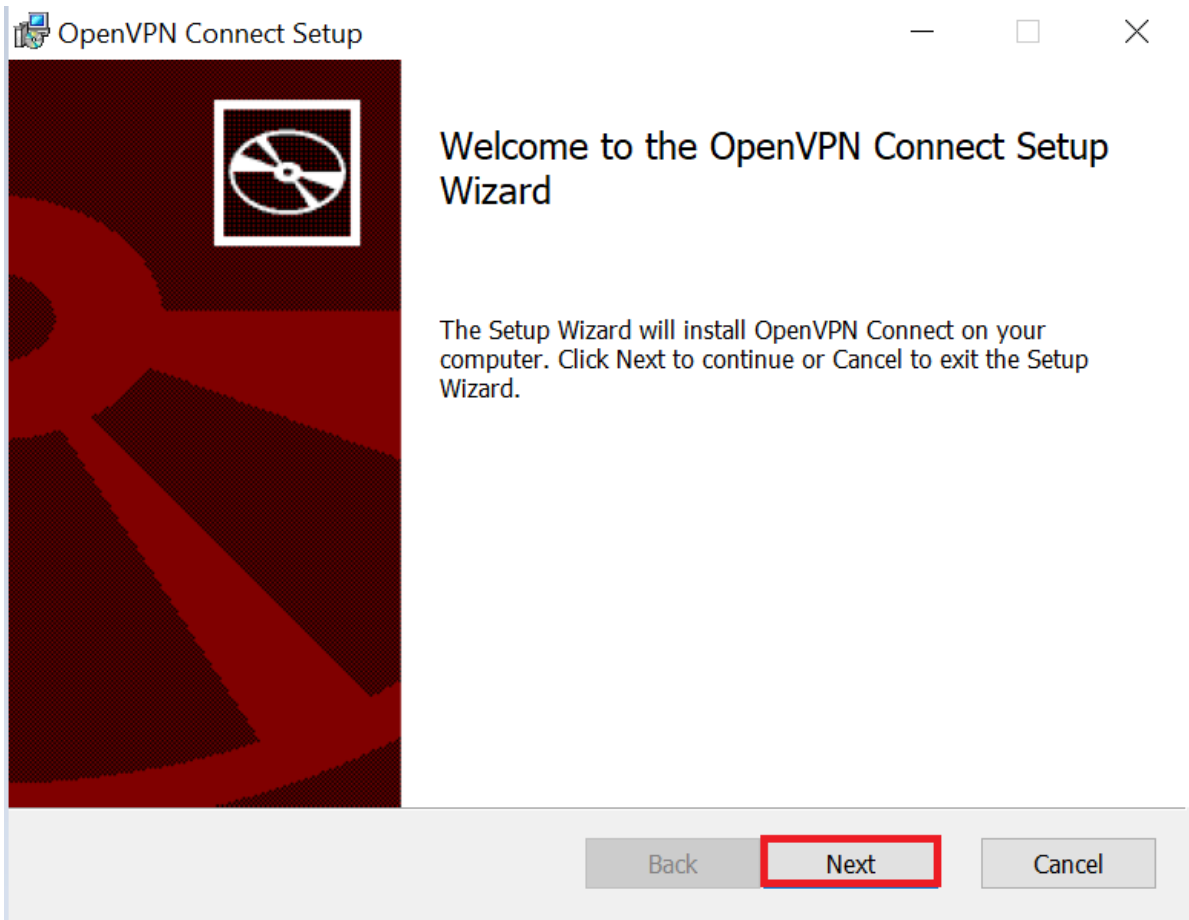 OpenVPN Connect Setup
Welcome to the OpenVPN Connect Setup
Wizard
The Setup Wizard will install OpenVPN Connect on your
computer. Click Next to continue or Cancel to exit the Setup
Wizard.
Back
Next
Cancel